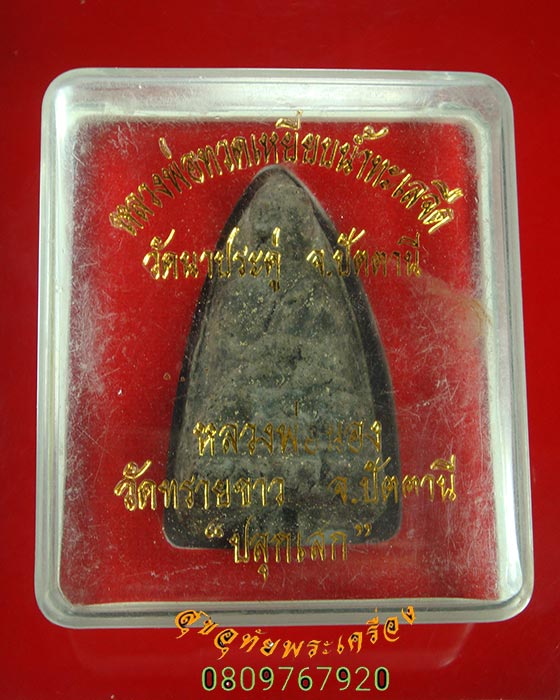 หลวงพ่อทวดเหยียบน้ำทะเลจืด
วัดนาประดู่ จ.ปัตตานี
หลวงพ่อทอง
วัดทรายขาว จ.ปัตตานี
"ปลุกเสก"
สุขอุทัยพระเครื่อง
0809767920